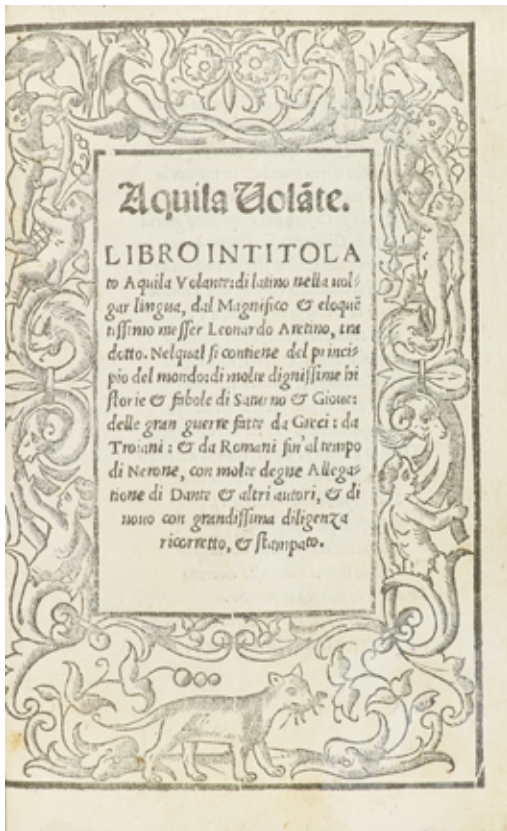 Aquila Uolāte.
LIBRO INTITOLA
to Aquila Volante: di latino nella uol⸗
gar lingua, dal Magnifico & eloquē
tissimo messer Leonardo Aretino, tra
dotto. Nelqual si contiene del princi⸗
pio del mondo: di molte dignissime hi
storie & fabole di Saturno & Gioue:
delle gran guerre fatte da Greci: da
Troiani: & da Romani fin'al tempo
di Nerone, con molte degne Allega⸗
tione di Dante & altri autori, & di
nouo con grandissima diligenza
ricorretto, & stampato.